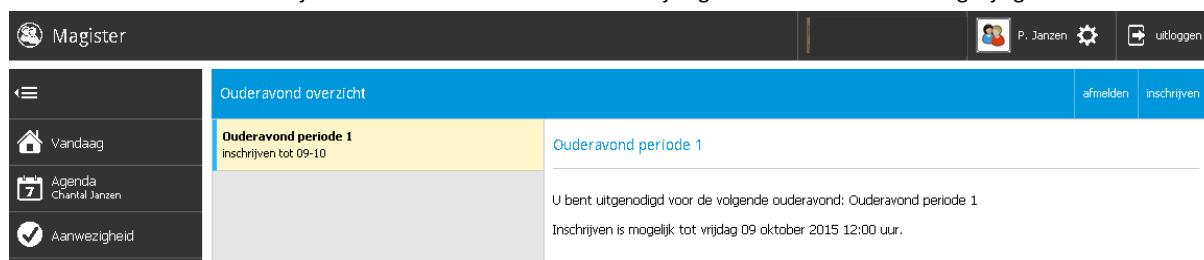 Magister
P. Janzen
uitloggen
Ouderavond overzicht
afmelden
inschrijven
Vandaag
Ouderavond periode 1
inschrijven tot 09-10
Ouderavond periode 1
7
Agenda
Chantal Janzen
U bent uitgenodigd voor de volgende ouderavond: Ouderavond periode 1
Aanwezigheid
Inschrijven is mogelijk tot vrijdag 09 oktober 2015 12:00 uur.